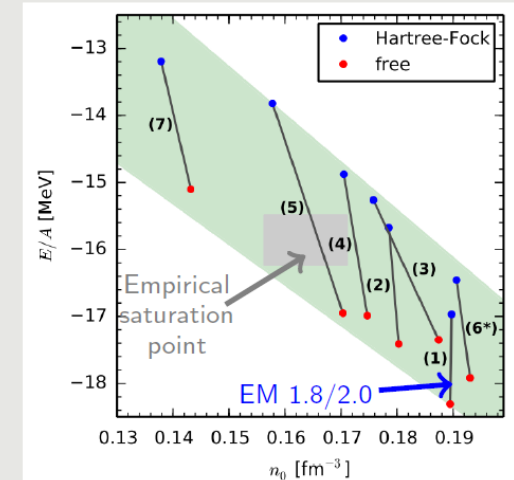 −13
−14
−15
−16
−17
−18
E/A [MeV]
Hartree-Fock
free
(7)
(5)
(4)
(2)
(3)
(1)
(6*)
Empirical
saturation
point
EM 1.8/2.0
0.13 0.14 0.15 0.16 0.17 0.18 0.19
n₀ [fm⁻³]